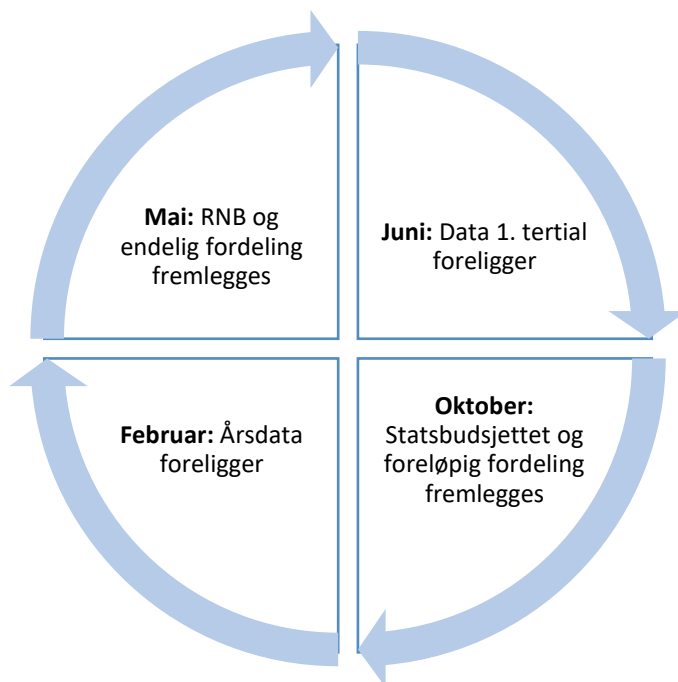 Mai: RNB og
endelig fordeling
fremlegges
Juni: Data 1. tertial
foreligger
Oktober:
Statsbudsjettet og
foreløpig fordeling
fremlegges
Februar: Årsdata
foreligger